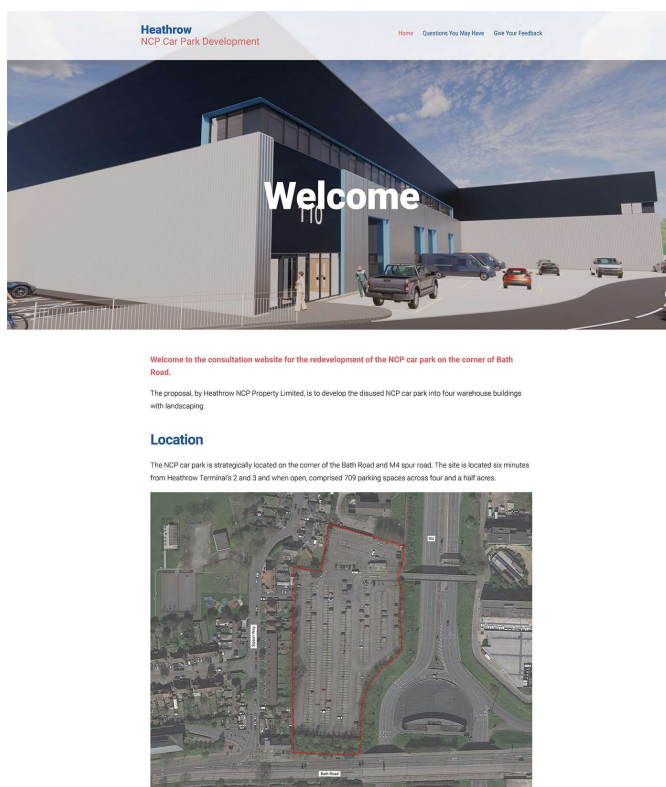 Heathrow
NCP Car Park Development
Home Questions You May Have Give Your Feedback
Welcome
110
Welcome to the consultation website for the redevelopment of the NCP car park on the corner of Bath
Road.
The proposal, by Heathrow NCP Property Limited, is to develop the disused NCP car park into four warehouse buildings
with landscaping.
Location
The NCP car park is strategically located on the corner of the Bath Road and M4 spur road. The site is located six minutes
from Heathrow Terminal's 2 and 3 and when open, comprised 709 parking spaces across four and a half acres.
M4
Bath Road